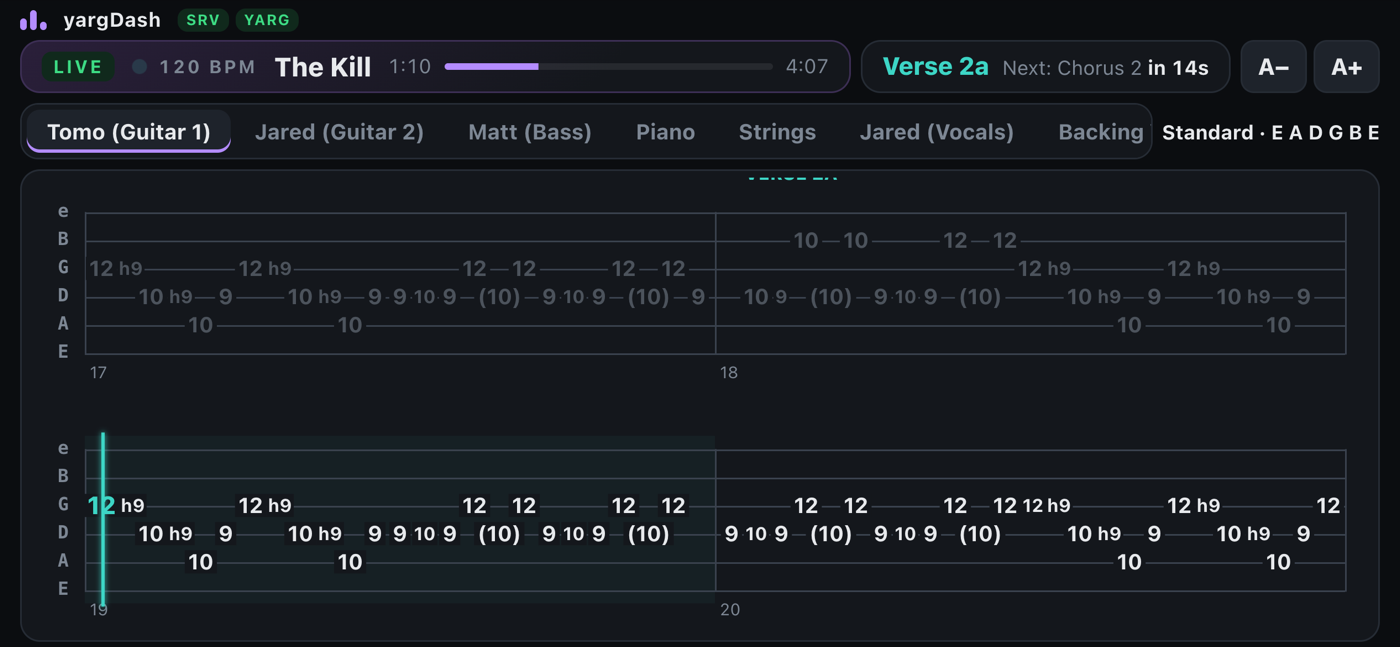 yargDash SRV YARG
LIVE 120 BPM The Kill 1:10 4:07 Verse 2a Next: Chorus 2 in 14s A− A+
Tomo (Guitar 1) Jared (Guitar 2) Matt (Bass) Piano Strings Jared (Vocals) Backing Standard · E A D G B E
VERSE 2A
e
B 10 10 12 12
G 12 h9 12 h9 12 12 12 12 12 h9 12 h9
D 10 h9 9 10 h9 9 9 10 9 (10) 9 10 9 (10) 9 10 9 (10) 9 10 9 (10) 10 h9 9 10 h9 9
A 10 10 10 10
E
17 18
e
B
G 12 h9 12 h9 12 12 12 12 12 12 12 12 12 h9 12 h9 12
D 10 h9 9 10 h9 9 9 10 9 (10) 9 10 9 (10) 9 10 9 (10) 9 10 9 (10) 10 h9 9 10 h9 9
A 10 10 10 10
E
19 20